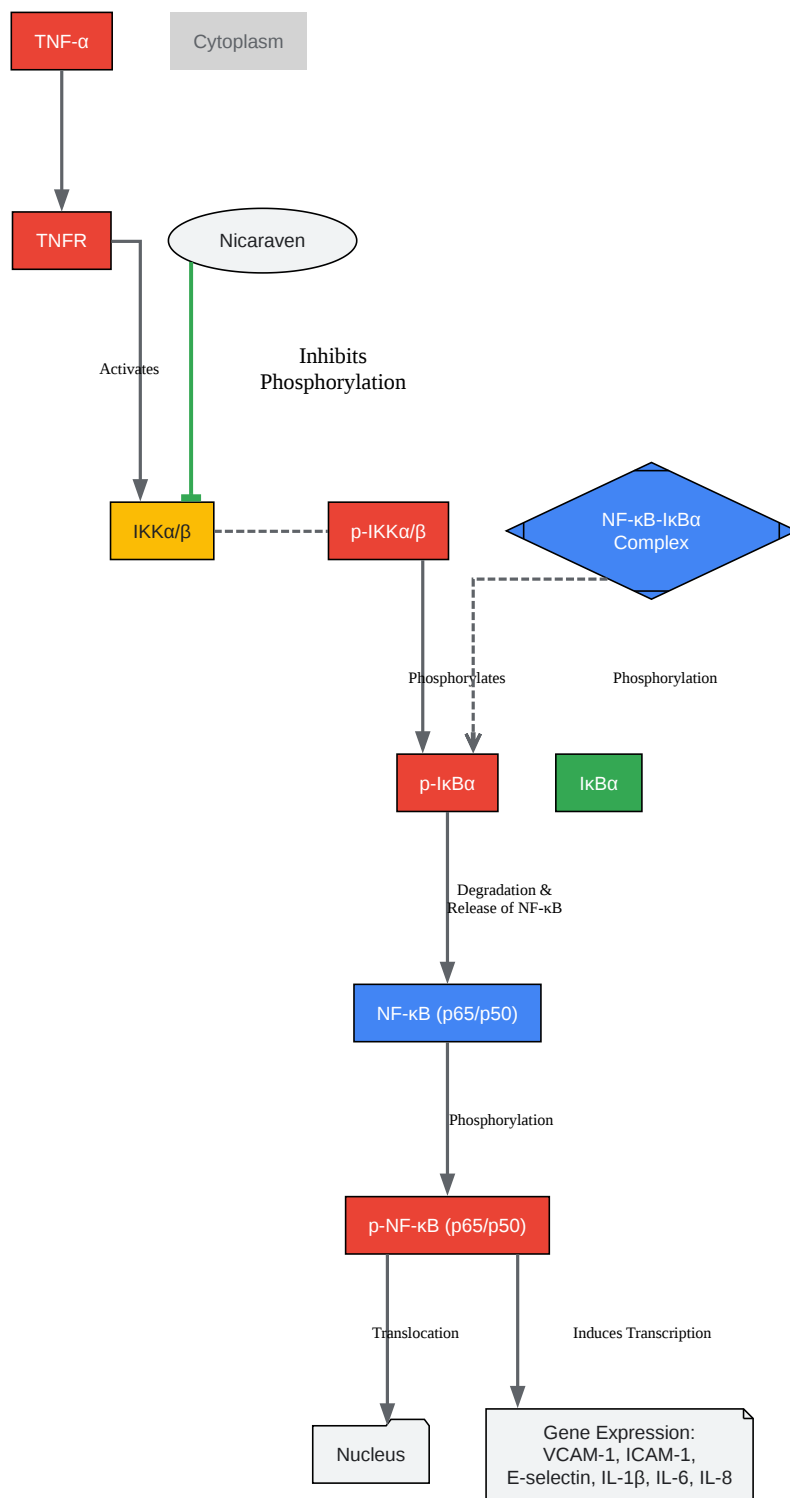 TNF-α
Cytoplasm
TNFR
Nicaraven
Activates
Inhibits
Phosphorylation
IKKα/β
p-IKKα/β
NF-κB-IκBα
Complex
Phosphorylates
Phosphorylation
p-IκBα
IκBα
Degradation &
Release of NF-κB
NF-κB (p65/p50)
Phosphorylation
p-NF-κB (p65/p50)
Translocation
Induces Transcription
Nucleus
Gene Expression:
VCAM-1, ICAM-1,
E-selectin, IL-1β, IL-6, IL-8